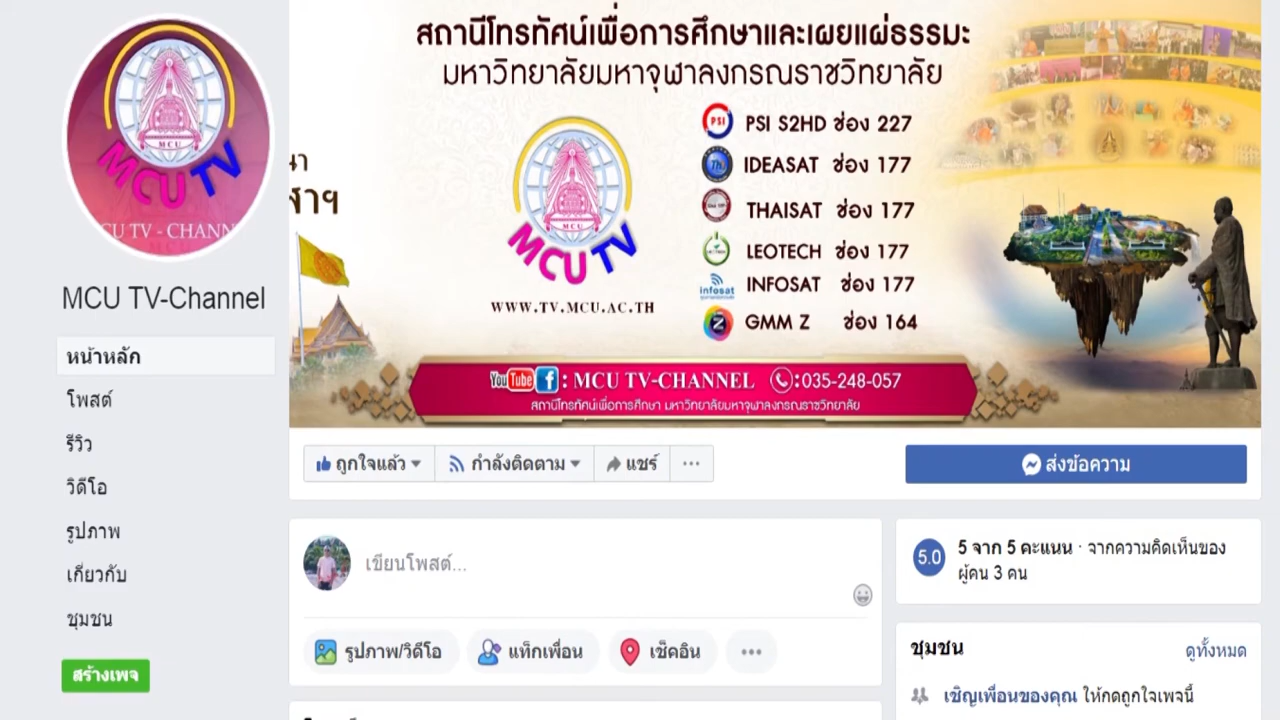 MCU
MCU TV
CU TV - CHANN
MCU TV-Channel
หน้าหลัก
โพสต์
รีวิว
วิดีโอ
รูปภาพ
เกี่ยวกับ
ชุมชน
สร้างเพจ
สถานีโทรทัศน์เพื่อการศึกษาและเผยแผ่ธรรมะ
มหาวิทยาลัยมหาจุฬาลงกรณราชวิทยาลัย
MCU
MCU TV
WWW.TV.MCU.AC.TH
PSI PSI S2HD ช่อง 227
IDEASAT ช่อง 177
THAISAT ช่อง 177
LEOTECH ช่อง 177
infosat INFOSAT ช่อง 177
GMM Z ช่อง 164
YouTube f : MCU TV-CHANNEL :035-248-057
สถานีโทรทัศน์เพื่อการศึกษา มหาวิทยาลัยมหาจุฬาลงกรณราชวิทยาลัย
ถูกใจแล้ว กำลังติดตาม แชร์ ...
ส่งข้อความ
เขียนโพสต์...
รูปภาพ/วิดีโอ แท็กเพื่อน เช็คอิน ...
5.0 5 จาก 5 คะแนน · จากความคิดเห็นของ
ผู้คน 3 คน
ชุมชน ดูทั้งหมด
เชิญเพื่อนของคุณ ให้กดถูกใจเพจนี้